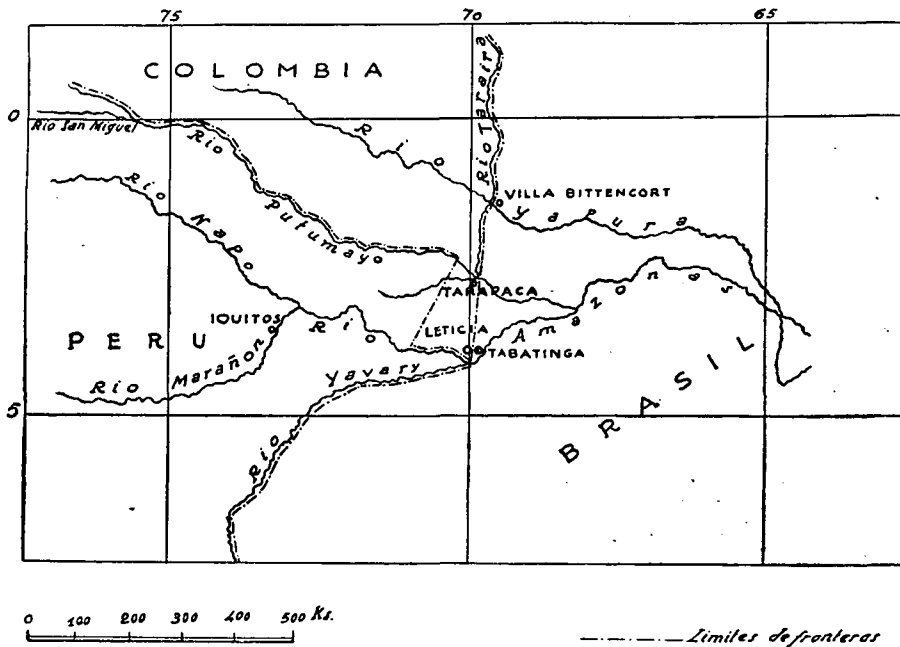 75 70 65
COLOMBIA
0
Rio San Miguel
Rio
Putumayo
Rio
Rio Taraira
VILLA BITTENCORT
Yapura
Rio
Napo
TARAPACA
IQUITOS
Rio
LETICIA
TABATINGA
Amazonas
PERU
Marañon
Rio
Yavary
Rio
BRASIL
5
0 100 200 300 400 500 Ks.
Limites de fronteras